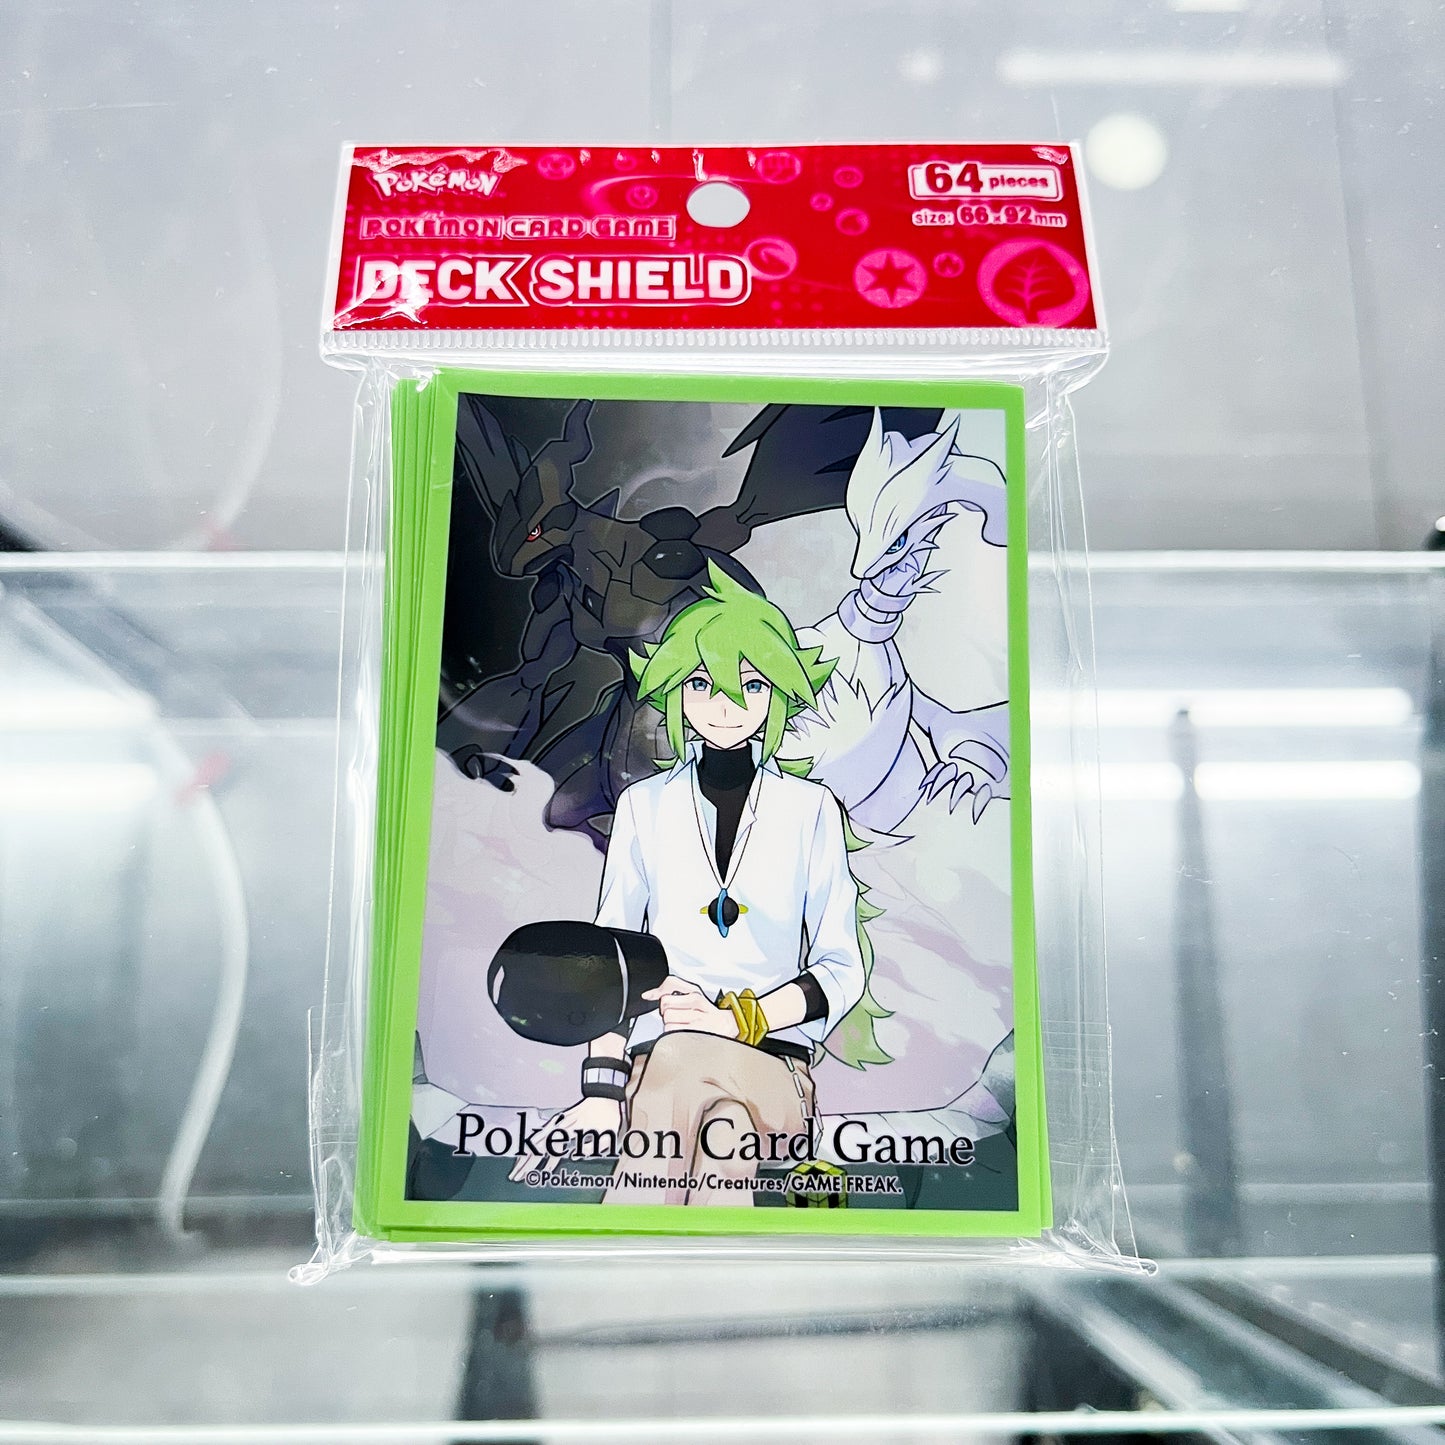 POKéMON
64 pieces
POKÉMON CARD GAME
size: 66×92mm
DECK SHIELD
Pokémon Card Game
©Pokémon/Nintendo/Creatures/GAME FREAK.